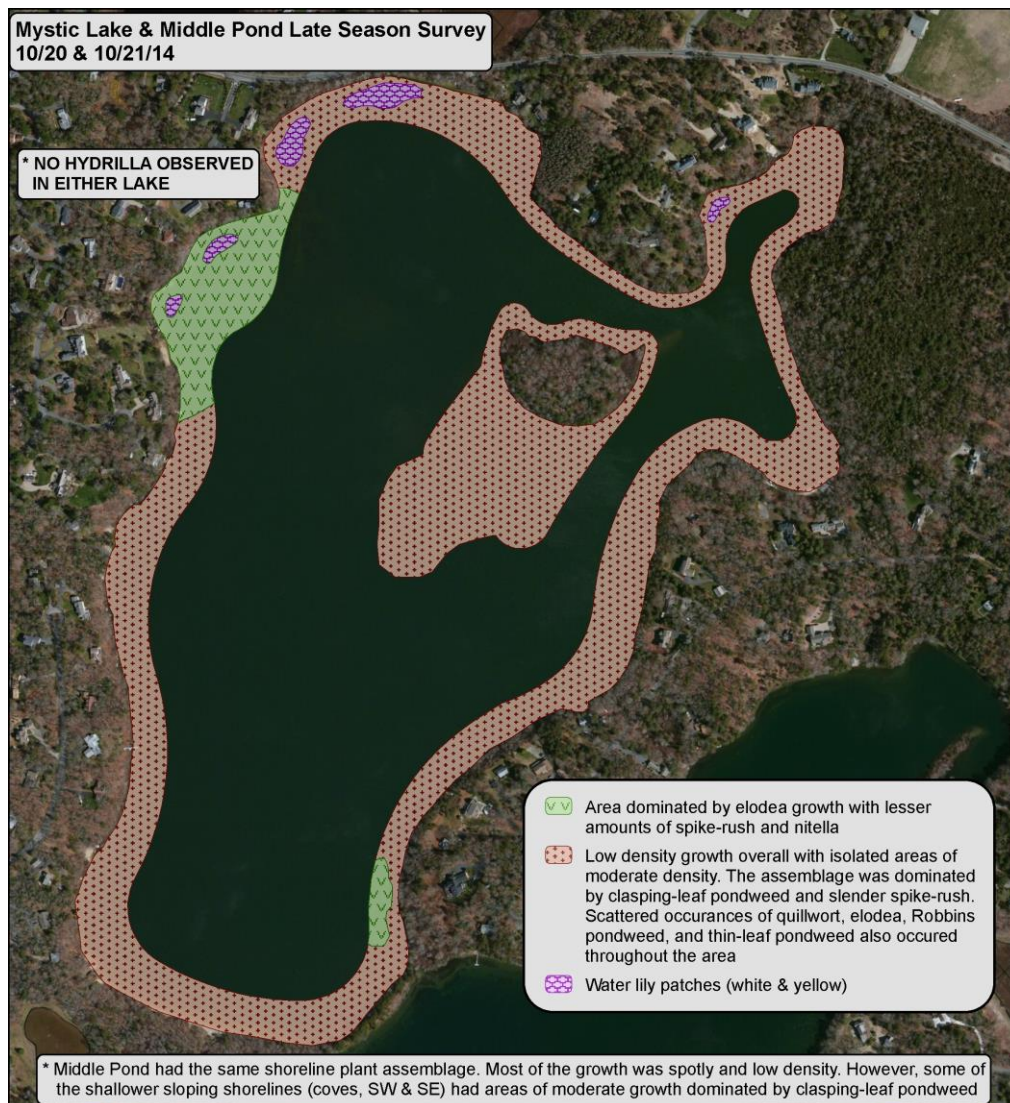 Mystic Lake & Middle Pond Late Season Survey
10/20 & 10/21/14
* NO HYDRILLA OBSERVED
IN EITHER LAKE
Area dominated by elodea growth with lesser
amounts of spike-rush and nitella
Low density growth overall with isolated areas of
moderate density. The assemblage was dominated
by clasping-leaf pondweed and slender spike-rush.
Scattered occurances of quillwort, elodea, Robbins
pondweed, and thin-leaf pondweed also occured
throughout the area
Water lily patches (white & yellow)
* Middle Pond had the same shoreline plant assemblage. Most of the growth was spotly and low density. However, some of
the shallower sloping shorelines (coves, SW & SE) had areas of moderate growth dominated by clasping-leaf pondweed